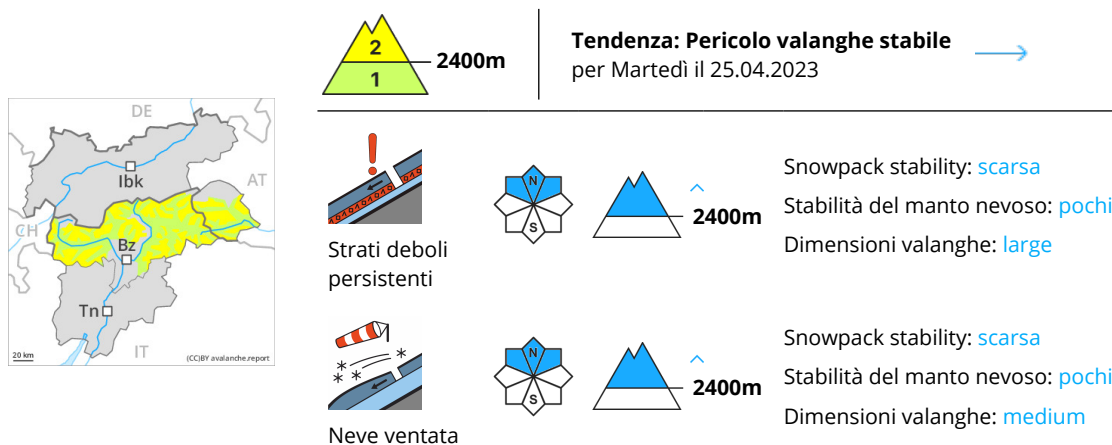 2
1
2400m
Tendenza: Pericolo valanghe stabile
per Martedì il 25.04.2023
DE
Ibk
AT
CH
Bz
Tn
IT
20 km
(CC)BY avalanche.report
Strati deboli
persistenti
N
S
2400m
Snowpack stability: scarsa
Stabilità del manto nevoso: pochi
Dimensioni valanghe: large
Neve ventata
N
S
2400m
Snowpack stability: scarsa
Stabilità del manto nevoso: pochi
Dimensioni valanghe: medium